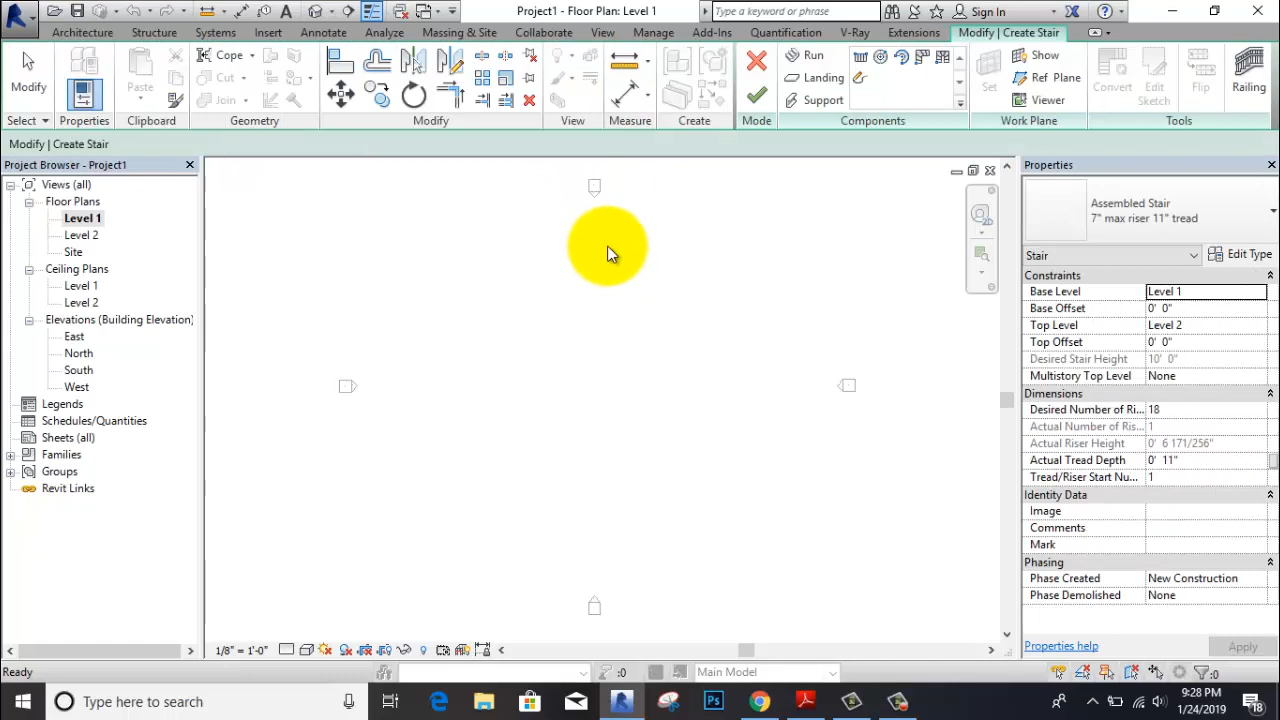 Project1 - Floor Plan: Level 1
Type a keyword or phrase
Sign In
Architecture Structure Systems Insert Annotate Analyze Massing & Site Collaborate View Manage Add-Ins Quantification V-Ray Extensions Modify | Create Stair
Modify
Paste
Cope
Cut
Join
Run
Landing
Support
Set
Show
Ref Plane
Viewer
Convert
Edit Sketch
Flip
Railing
Select Properties Clipboard Geometry Modify View Measure Create Mode Components Work Plane Tools
Modify | Create Stair
Project Browser - Project1
Views (all)
Floor Plans
Level 1
Level 2
Site
Ceiling Plans
Level 1
Level 2
Elevations (Building Elevation)
East
North
South
West
Legends
Schedules/Quantities
Sheets (all)
Families
Groups
Revit Links
2D
Properties
Assembled Stair
7" max riser 11" tread
Stair Edit Type
Constraints
Base Level Level 1
Base Offset 0' 0"
Top Level Level 2
Top Offset 0' 0"
Desired Stair Height 10' 0"
Multistory Top Level None
Dimensions
Desired Number of Ri... 18
Actual Number of Ris... 1
Actual Riser Height 0' 6 171/256"
Actual Tread Depth 0' 11"
Tread/Riser Start Nu... 1
Identity Data
Image
Comments
Mark
Phasing
Phase Created New Construction
Phase Demolished None
Properties help Apply
1/8" = 1'-0"
Ready
:0
Main Model
:0
Type here to search
Ps
9:28 PM
1/24/2019
18